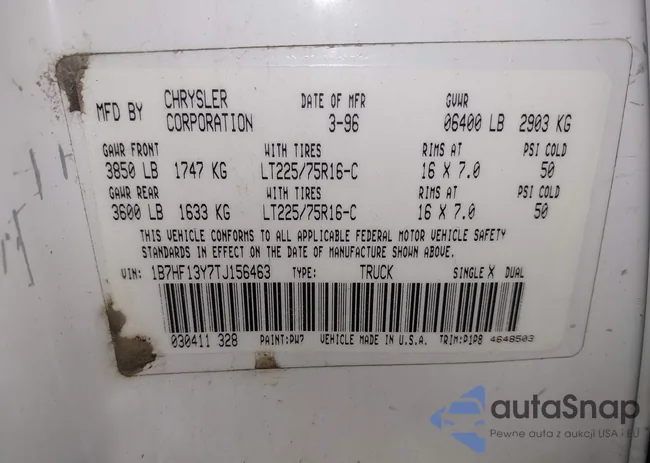 MFD BY CHRYSLER CORPORATION DATE OF MFR 3-96 GVWR 06400 LB 2903 KG
GAWR FRONT WITH TIRES RIMS AT PSI COLD
3850 LB 1747 KG LT225/75R16-C 16 X 7.0 50
GAWR REAR WITH TIRES RIMS AT PSI COLD
3600 LB 1633 KG LT225/75R16-C 16 X 7.0 50
THIS VEHICLE CONFORMS TO ALL APPLICABLE FEDERAL MOTOR VEHICLE SAFETY
STANDARDS IN EFFECT ON THE DATE OF MANUFACTURE SHOWN ABOVE.
VIN: 1B7HF13Y7TJ156463 TYPE: TRUCK SINGLE X DUAL
030411 328 PAINT:PW7 VEHICLE MADE IN U.S.A. TRIM:P1P8 4648503
autaSnap
Pewne auta z aukcji USA i EU